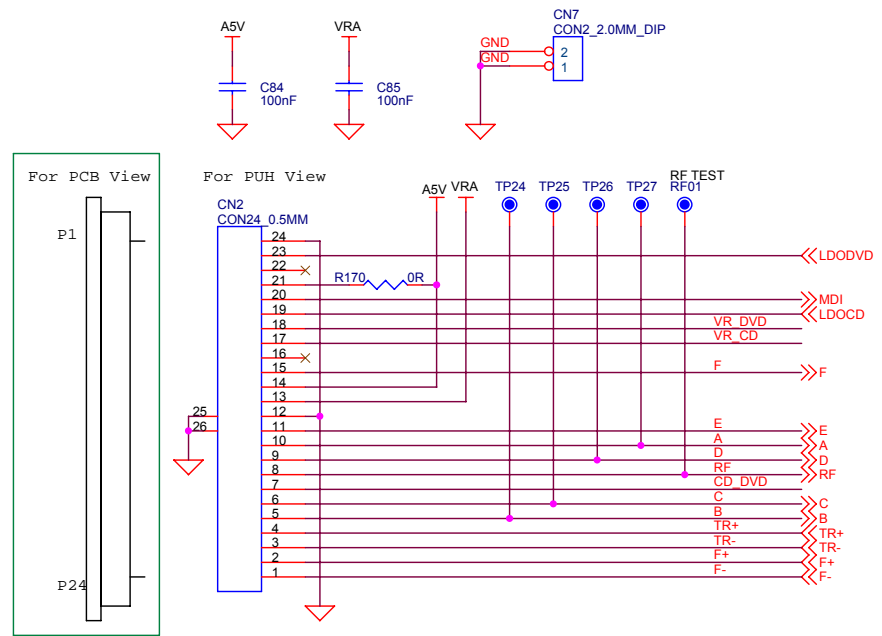 A5V
VRA
C84
100nF
C85
100nF
CN7
CON2_2.0MM_DIP
GND
2
GND
1
For PCB View
P1
P24
For PUH View
CN2
CON24_0.5MM
A5V
VRA
TP24
TP25
TP26
TP27
RF TEST
RF01
24
23
LDODVD
22
21
R170
0R
20
MDI
19
LDOCD
18
VR_DVD
17
VR_CD
16
15
F
F
14
13
25
12
26
11
E
E
10
A
A
9
D
D
8
RF
RF
7
CD_DVD
6
C
C
5
B
B
4
TR+
TR+
3
TR-
TR-
2
F+
F+
1
F-
F-